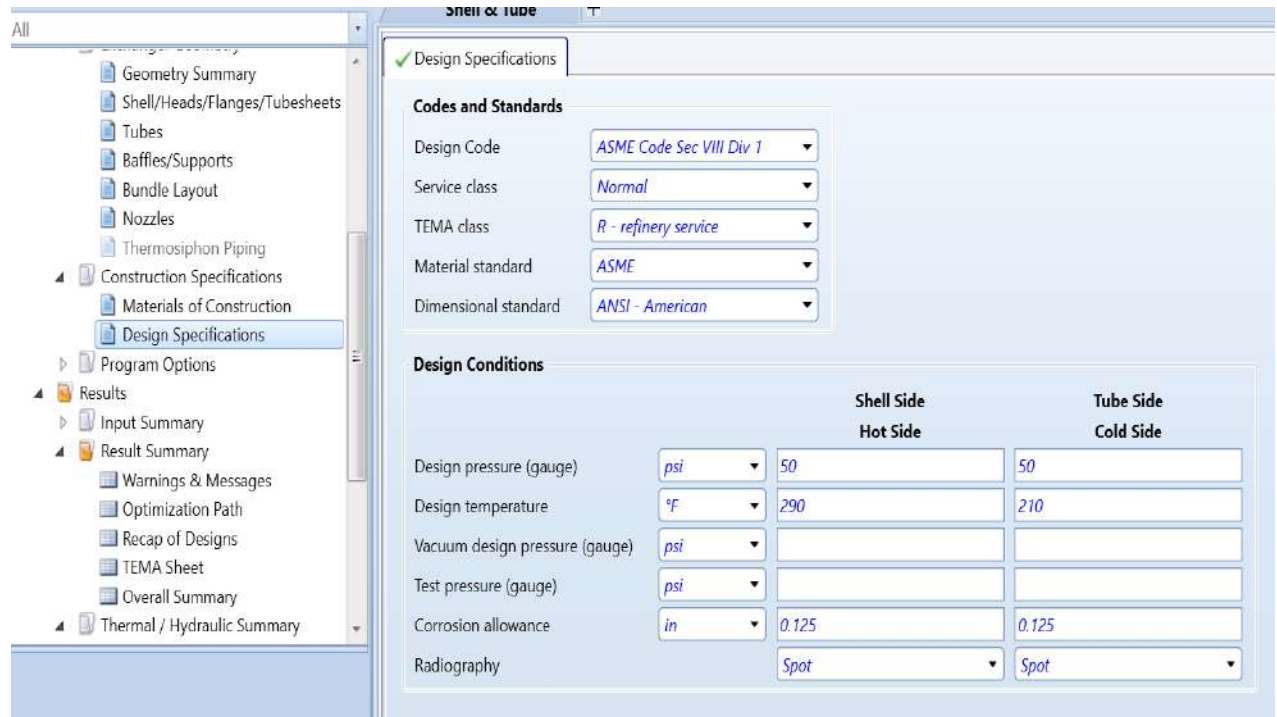 Shell & Tube
+
All
Exchanger Geometry
Geometry Summary
Shell/Heads/Flanges/Tubesheets
Tubes
Baffles/Supports
Bundle Layout
Nozzles
Thermosiphon Piping
Construction Specifications
Materials of Construction
Design Specifications
Program Options
Results
Input Summary
Result Summary
Warnings & Messages
Optimization Path
Recap of Designs
TEMA Sheet
Overall Summary
Thermal / Hydraulic Summary
Design Specifications
Codes and Standards
Design Code ASME Code Sec VIII Div 1
Service class Normal
TEMA class R - refinery service
Material standard ASME
Dimensional standard ANSI - American
Design Conditions
Shell Side Tube Side
Hot Side Cold Side
Design pressure (gauge) psi 50 50
Design temperature °F 290 210
Vacuum design pressure (gauge) psi
Test pressure (gauge) psi
Corrosion allowance in 0.125 0.125
Radiography Spot Spot